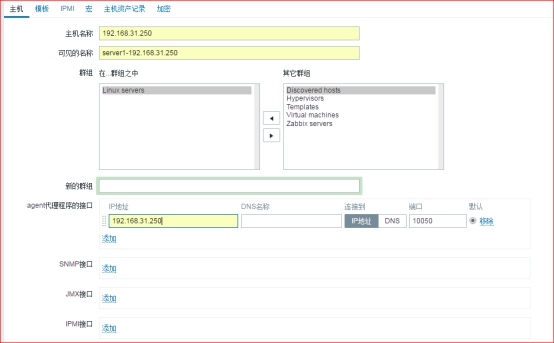 主机 模板 IPMI 宏 主机资产记录 加密
主机名称 192.168.31.250
可见的名称 server1-192.168.31.250
群组 在...群组之中 其它群组
Linux servers Discovered hosts
Hypervisors
Templates
Virtual machines
Zabbix servers
新的群组
agent代理程序的接口 IP地址 DNS名称 连接到 端口 默认
192.168.31.250 IP地址 DNS 10050 移除
添加
SNMP接口 添加
JMX接口 添加
IPMI接口 添加